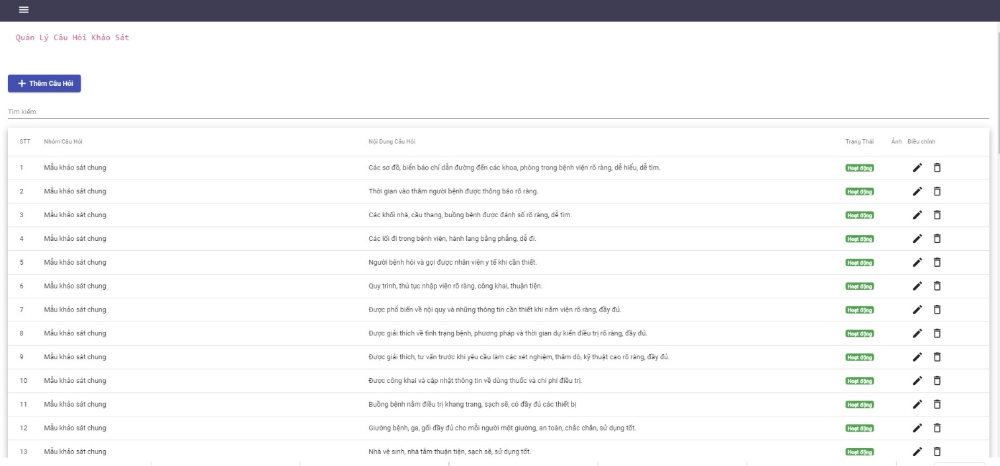 Quản Lý Câu Hỏi Khảo Sát
Thêm Câu Hỏi
Tìm kiếm
STT Nhóm Câu Hỏi Nội Dung Câu Hỏi Trạng Thái Ảnh Điều chỉnh
1 Mẫu khảo sát chung Các sơ đồ, biển báo chỉ dẫn đường đến các khoa, phòng trong bệnh viện rõ ràng, dễ hiểu, dễ tìm. Hoạt động
2 Mẫu khảo sát chung Thời gian vào thăm người bệnh được thông báo rõ ràng. Hoạt động
3 Mẫu khảo sát chung Các khối nhà, cầu thang, buồng bệnh được đánh số rõ ràng, dễ tìm. Hoạt động
4 Mẫu khảo sát chung Các lối đi trong bệnh viện, hành lang bằng phẳng, dễ đi. Hoạt động
5 Mẫu khảo sát chung Người bệnh hỏi và gọi được nhân viên y tế khi cần thiết. Hoạt động
6 Mẫu khảo sát chung Quy trình, thủ tục nhập viện rõ ràng, công khai, thuận tiện. Hoạt động
7 Mẫu khảo sát chung Được phổ biến về nội quy và những thông tin cần thiết khi nằm viện rõ ràng, đầy đủ. Hoạt động
8 Mẫu khảo sát chung Được giải thích về tình trạng bệnh, phương pháp và thời gian dự kiến điều trị rõ ràng, đầy đủ. Hoạt động
9 Mẫu khảo sát chung Được giải thích, tư vấn trước khi yêu cầu làm các xét nghiệm, thăm dò, kỹ thuật cao rõ ràng, đầy đủ. Hoạt động
10 Mẫu khảo sát chung Được công khai và cập nhật thông tin về dùng thuốc và chi phí điều trị. Hoạt động
11 Mẫu khảo sát chung Buồng bệnh nằm điều trị khang trang, sạch sẽ, có đầy đủ các thiết bị Hoạt động
12 Mẫu khảo sát chung Giường bệnh, ga, gối đầy đủ cho mỗi người một giường, an toàn, chắc chắn, sử dụng tốt. Hoạt động
13 Mẫu khảo sát chung Nhà vệ sinh, nhà tắm thuận tiện, sạch sẽ, sử dụng tốt. Hoạt động